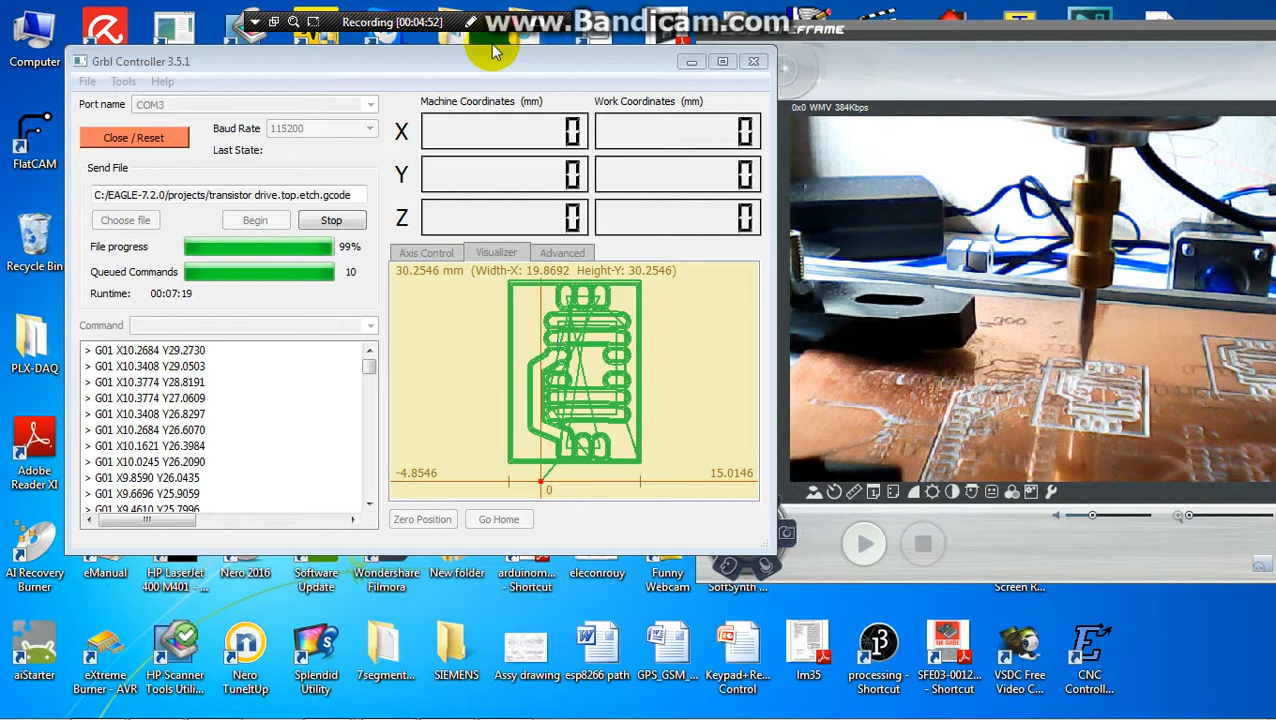 Recording [00:04:52]
www.Bandicam.com
Grbl Controller 3.5.1
File Tools Help
Port name COM3
Close / Reset
Baud Rate 115200
Last State:
Send File
C:/EAGLE-7.2.0/projects/transistor drive.top.etch.gcode
Choose file Begin Stop
File progress 99%
Queued Commands 10
Runtime: 00:07:19
Command
> G01 X10.2684 Y29.2730
> G01 X10.3408 Y29.0503
> G01 X10.3774 Y28.8191
> G01 X10.3774 Y27.0609
> G01 X10.3408 Y26.8297
> G01 X10.2684 Y26.6070
> G01 X10.1621 Y26.3984
> G01 X10.0245 Y26.2090
> G01 X9.8590 Y26.0435
> G01 X9.6696 Y25.9059
> G01 X9.4610 Y25.7996
Machine Coordinates (mm) Work Coordinates (mm)
X 0 0
Y 0 0
Z 0 0
Axis Control Visualizer Advanced
30.2546 mm (Width-X: 19.8692 Height-Y: 30.2546)
-4.8546 15.0146
0
Zero Position Go Home
0x0 WMV 384Kbps
Computer
FlatCAM
Recycle Bin
PLX-DAQ
Adobe
Reader XI
AI Recovery
Burner
eManual
HP LaserJet
400 M401 - ...
Nero 2016
Software
Update
Wondershare
Filmora
New folder
arduinom...
- Shortcut
eleconrouy
Funny
Webcam
SoftSynth ...
- Shortcut
Screen R...
aiStarter
eXtreme
Burner - AVR
HP Scanner
Tools Utili...
Nero
TuneItUp
Splendid
Utility
7segment...
SIEMENS
Assy drawing
esp8266 path
GPS_GSM_...
Keypad+Re...
Control
lm35
processing -
Shortcut
SFE03-0012...
- Shortcut
VSDC Free
Video C...
CNC
Controll...